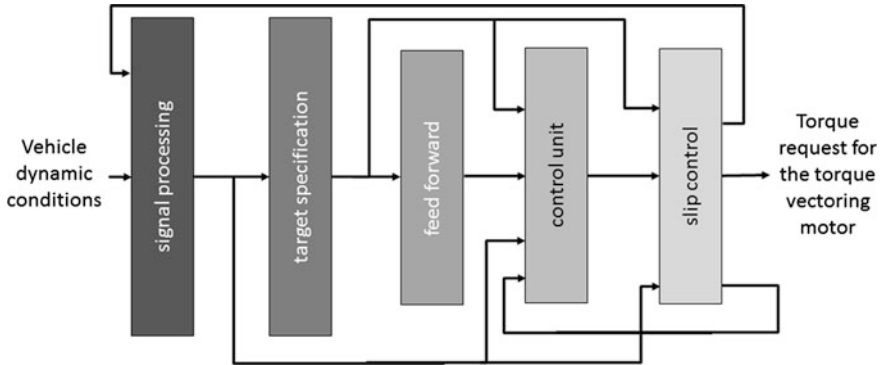 Vehicle
dynamic
conditions
signal processing
target specification
feed forward
control unit
slip control
Torque
request for
the torque
vectoring
motor